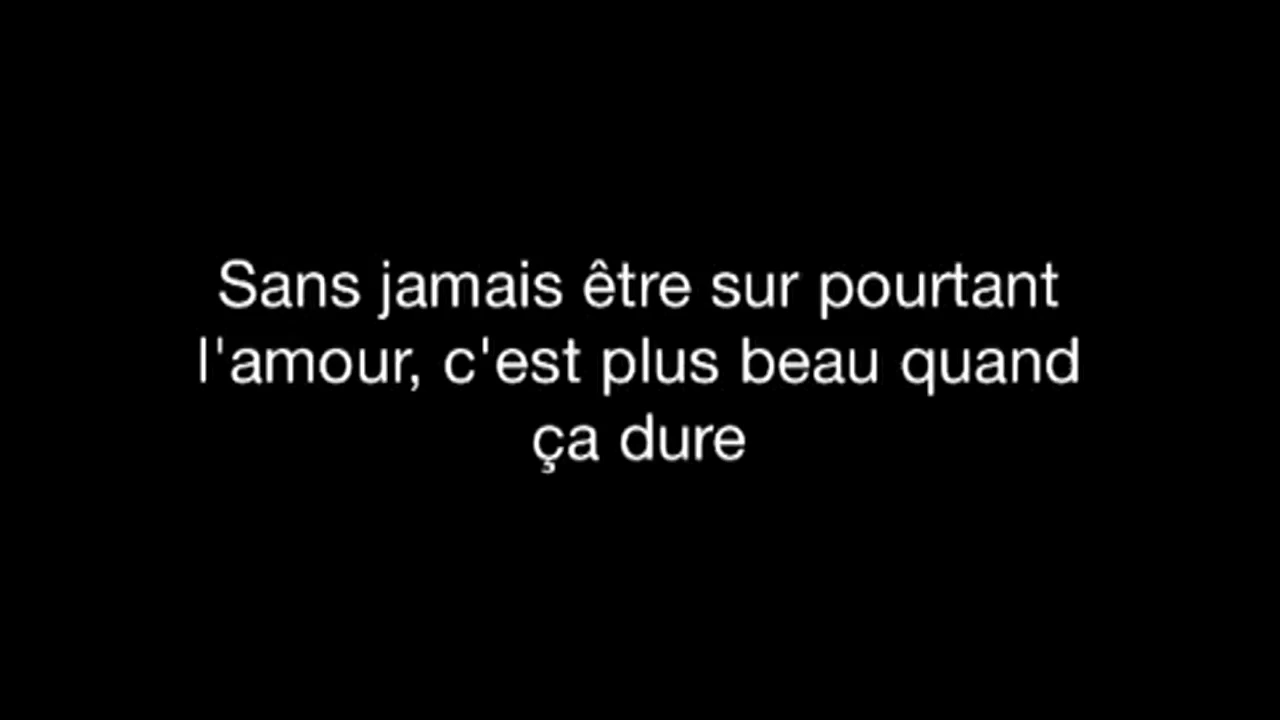 Sans jamais être sur pourtant
l'amour, c'est plus beau quand
ça dure